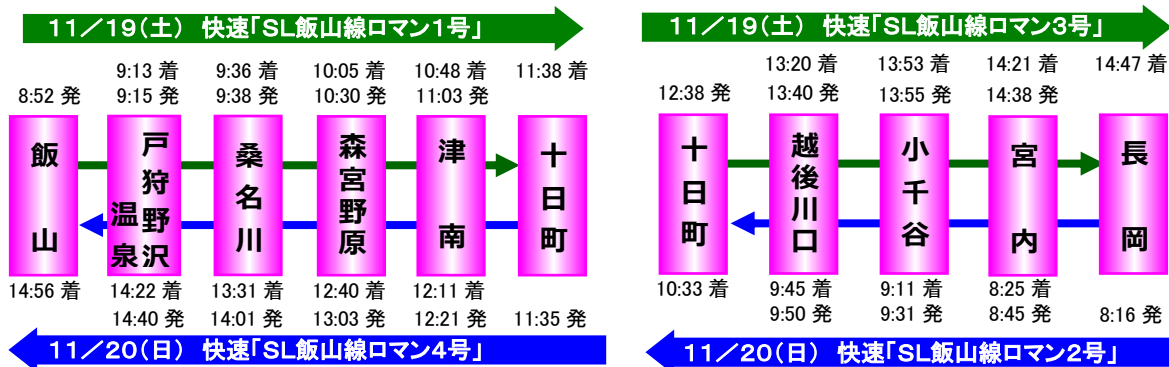 11／19（土） 快速「ＳＬ飯山線ロマン１号」
9:13 着 9:36 着 10:05 着 10:48 着 11:38 着
8:52 発 9:15 発 9:38 発 10:30 発 11:03 発
飯山
戸狩野沢温泉
桑名川
森宮野原
津南
十日町
14:56 着 14:22 着 13:31 着 12:40 着 12:11 着
14:40 発 14:01 発 13:03 発 12:21 発 11:35 発
11／20（日） 快速「ＳＬ飯山線ロマン４号」
11／19（土） 快速「ＳＬ飯山線ロマン３号」
13:20 着 13:53 着 14:21 着 14:47 着
12:38 発 13:40 発 13:55 発 14:38 発
十日町
越後川口
小千谷
宮内
長岡
10:33 着 9:45 着 9:11 着 8:25 着
9:50 発 9:31 発 8:45 発 8:16 発
11／20（日） 快速「ＳＬ飯山線ロマン２号」